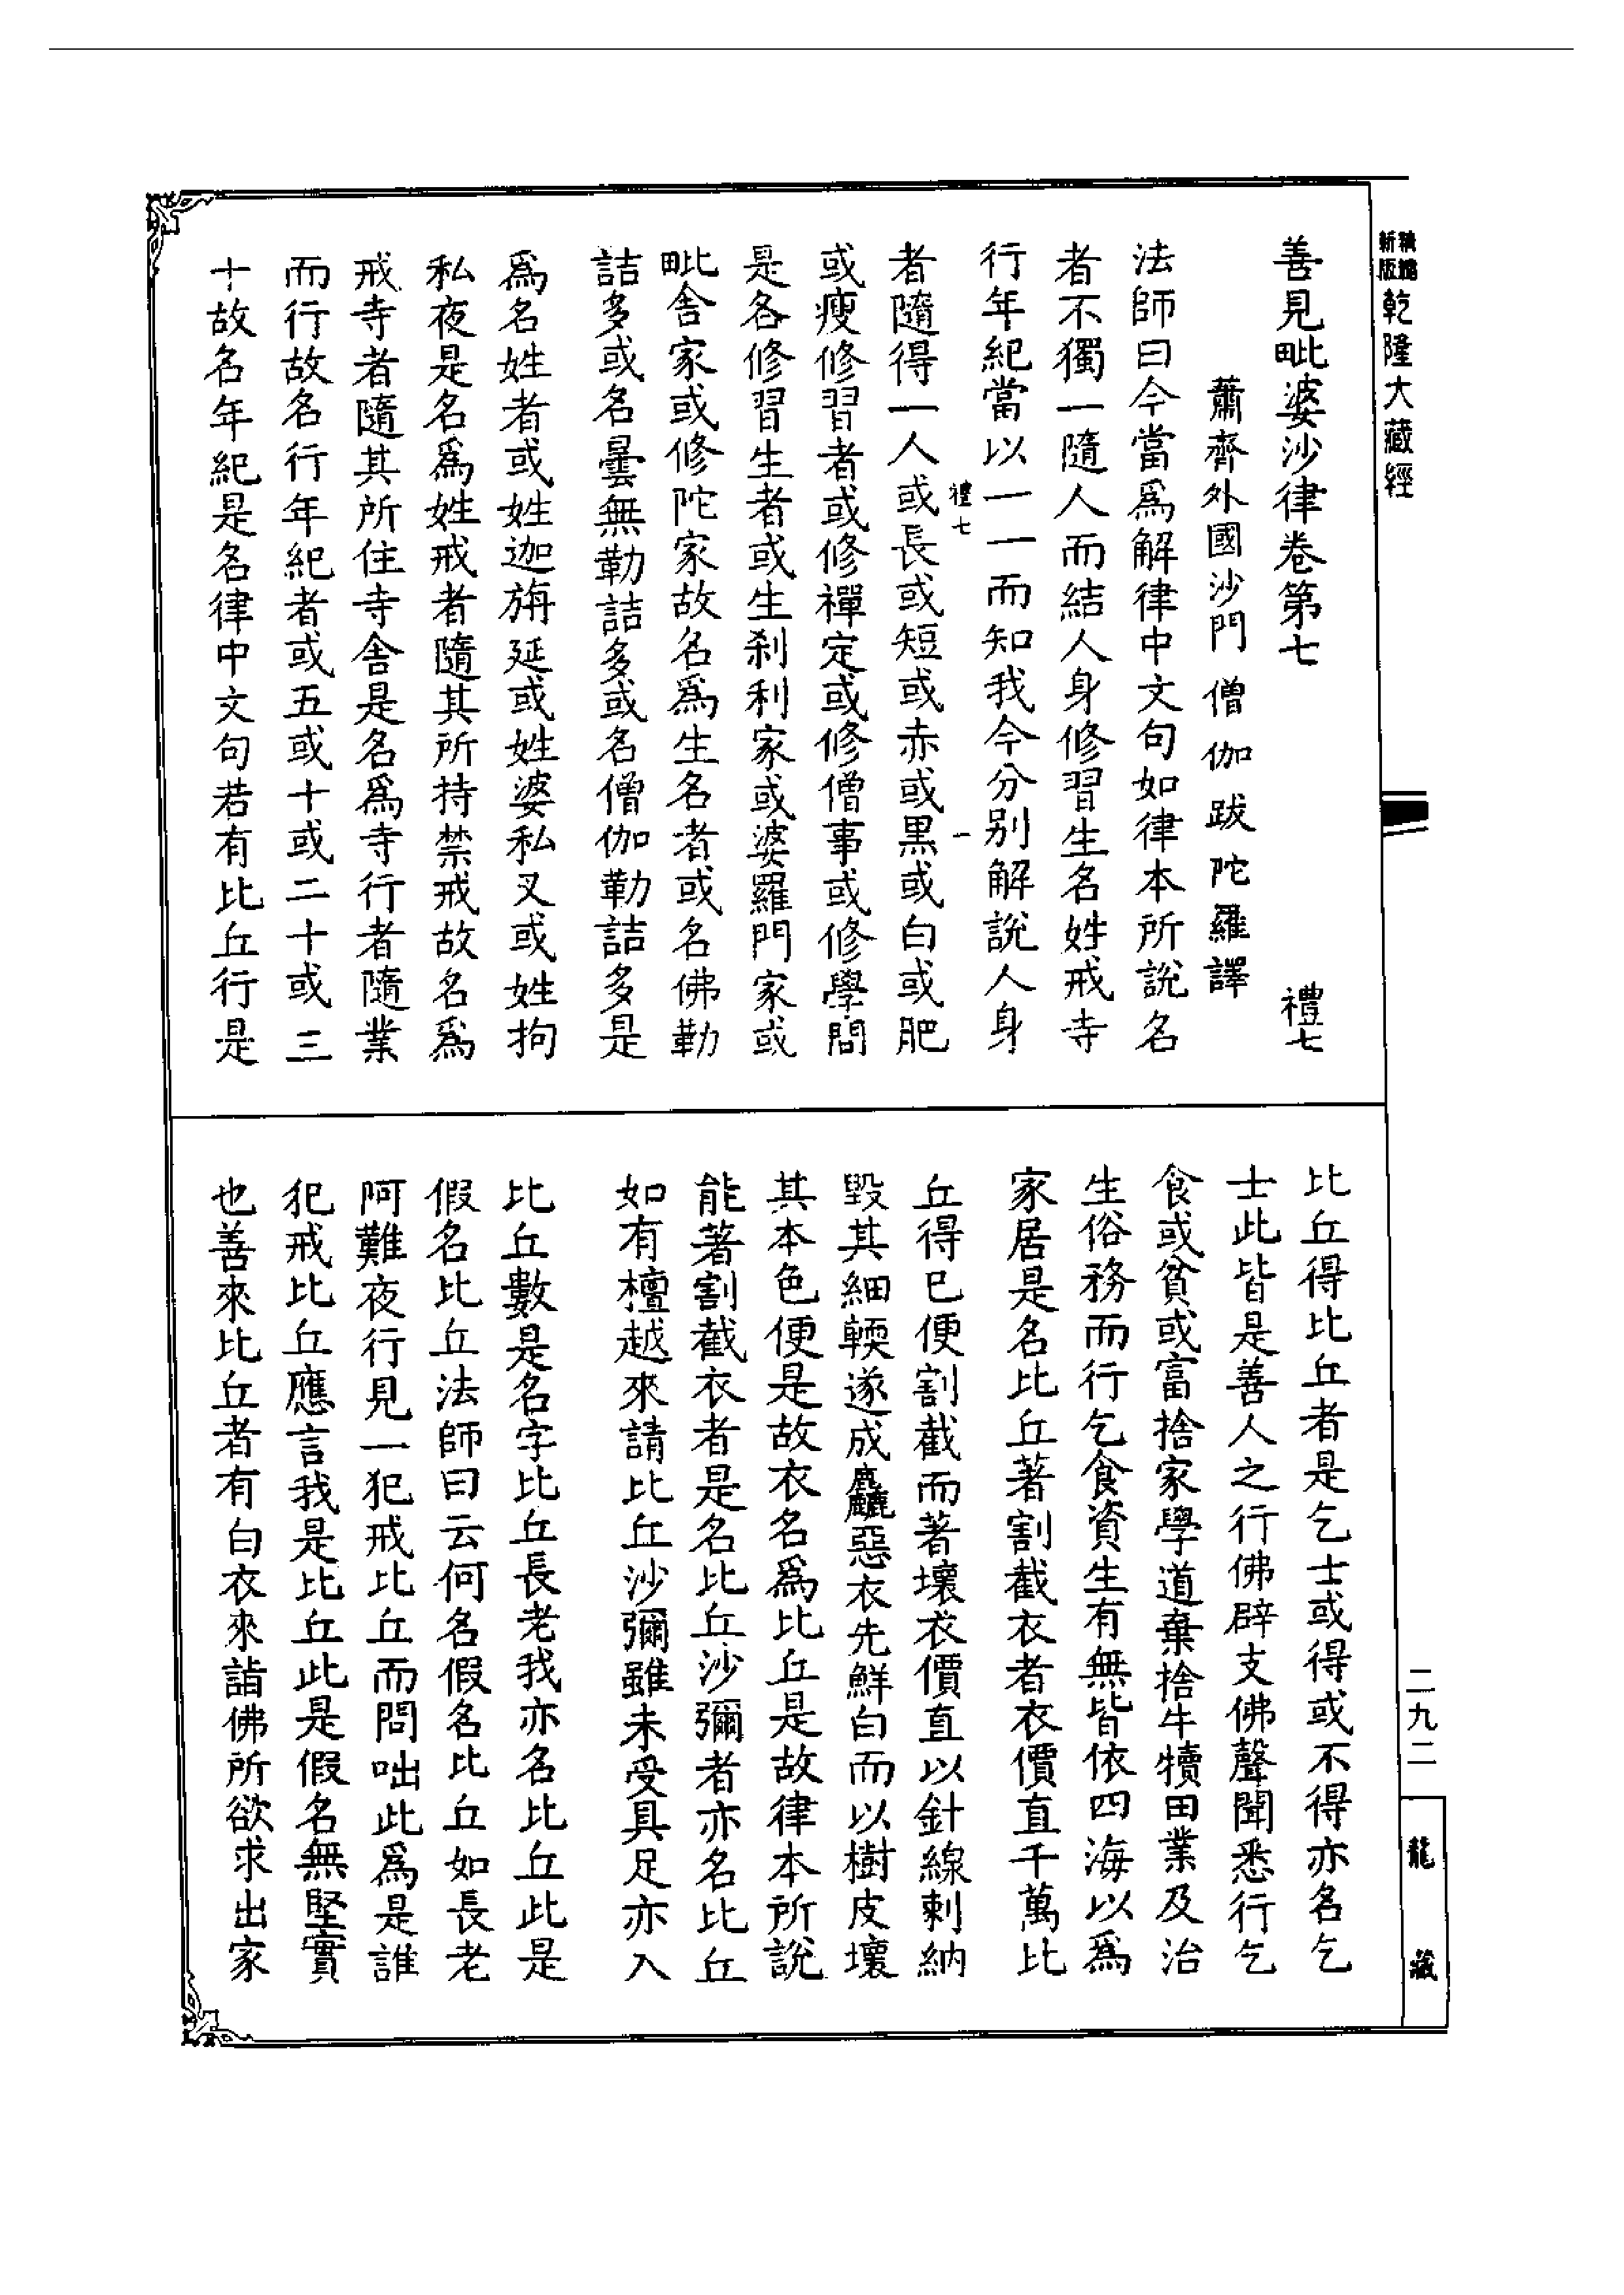 精編
新版
乾隆大藏經
善見毗婆沙律卷第七 禮七
蕭齊外國沙門 僧伽跋陀羅譯
法師曰今當爲解律中文句如律本所說名
者不獨一隨人而結人身修習生名姓戒寺
行年紀當以一一而知我今分別解說人身
禮七 一
者隨得一人或長或短或赤或黑或白或肥
或瘦修習者或修禪定或修僧事或修學問
是各修習生者或生刹利家或婆羅門家或
毗舍家或修陀家故名爲生名者或名佛勒
詰多或名曇無勒詰多或名僧伽勒詰多是
爲名姓者或姓迦旃延或姓婆私叉或姓拘
私夜是名爲姓戒者隨其所持禁戒故名爲
戒寺者隨其所住寺舍是名爲寺行者隨業
而行故名行年紀者或五或十或二十或三
十故名年紀是名律中文句若有比丘行是
比丘得比丘者是乞士或得或不得亦名乞
士此皆是善人之行佛辟支佛聲聞悉行乞
食或貧或富捨家學道棄捨牛犢田業及治
生俗務而行乞食資生有無皆依四海以爲
家居是名比丘著割截衣者衣價直千萬比
丘得已便割截而著壞衣價直以針線刺納
毀其細輭遂成麤惡衣先鮮白而以樹皮壞
其本色便是故衣名爲比丘是故律本所說
能著割截衣者是名比丘沙彌者亦名比丘
如有檀越來請比丘沙彌雖未受具足亦入
比丘數是名字比丘長老我亦名比丘此是
假名比丘法師曰云何名假名比丘如長老
阿難夜行見一犯戒比丘而問咄此爲是誰
犯戒比丘應言我是比丘此是假名無堅實
也善來比丘者有白衣來詣佛所欲求出家
二九二
龍藏